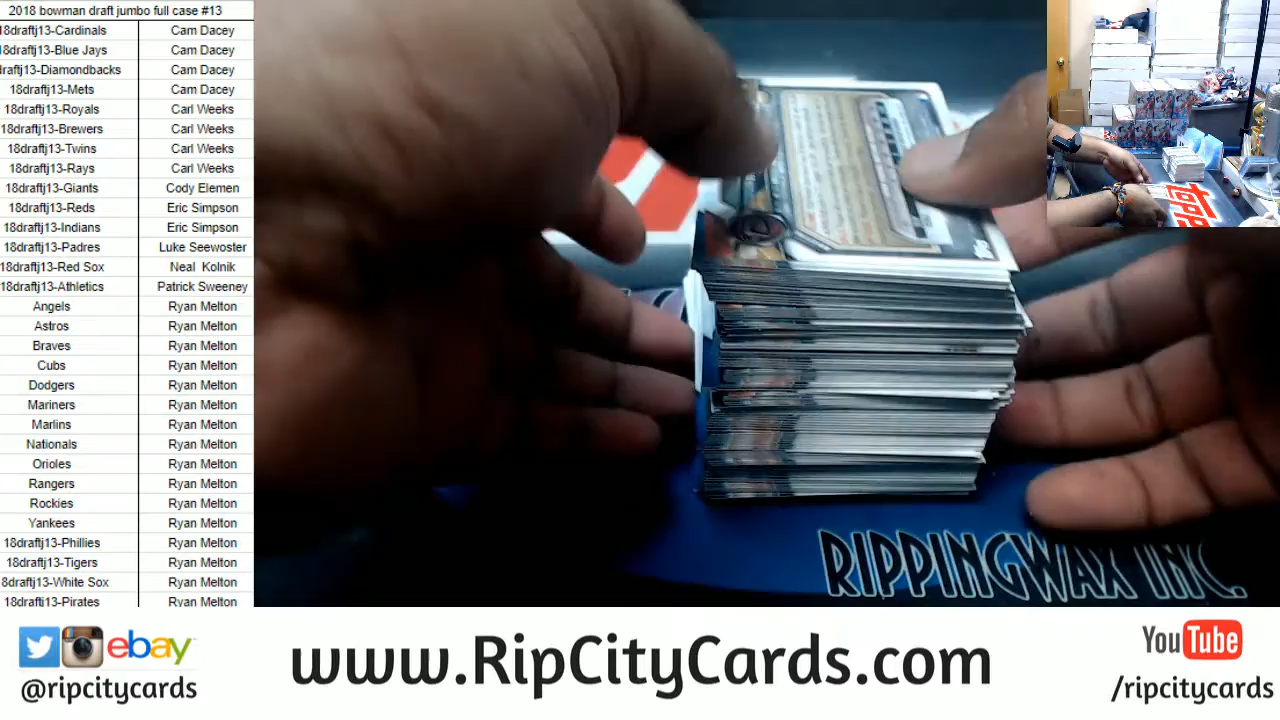 2018 bowman draft jumbo full case #13
18draftj13-Cardinals Cam Dacey
18draftj13-Blue Jays Cam Dacey
draftj13-Diamondbacks Cam Dacey
18draftj13-Mets Cam Dacey
18draftj13-Royals Carl Weeks
18draftj13-Brewers Carl Weeks
18draftj13-Twins Carl Weeks
18draftj13-Rays Carl Weeks
18draftj13-Giants Cody Elemen
18draftj13-Reds Eric Simpson
18draftj13-Indians Eric Simpson
18draftj13-Padres Luke Seewoster
18draftj13-Red Sox Neal Kolnik
18draftj13-Athletics Patrick Sweeney
Angels Ryan Melton
Astros Ryan Melton
Braves Ryan Melton
Cubs Ryan Melton
Dodgers Ryan Melton
Mariners Ryan Melton
Marlins Ryan Melton
Nationals Ryan Melton
Orioles Ryan Melton
Rangers Ryan Melton
Rockies Ryan Melton
Yankees Ryan Melton
18draftj13-Phillies Ryan Melton
18draftj13-Tigers Ryan Melton
8draftj13-White Sox Ryan Melton
18draftj13-Pirates Ryan Melton
RIPPINGWAX INC.
topps
ebay
@ripcitycards
www.RipCityCards.com
YouTube
/ripcitycards